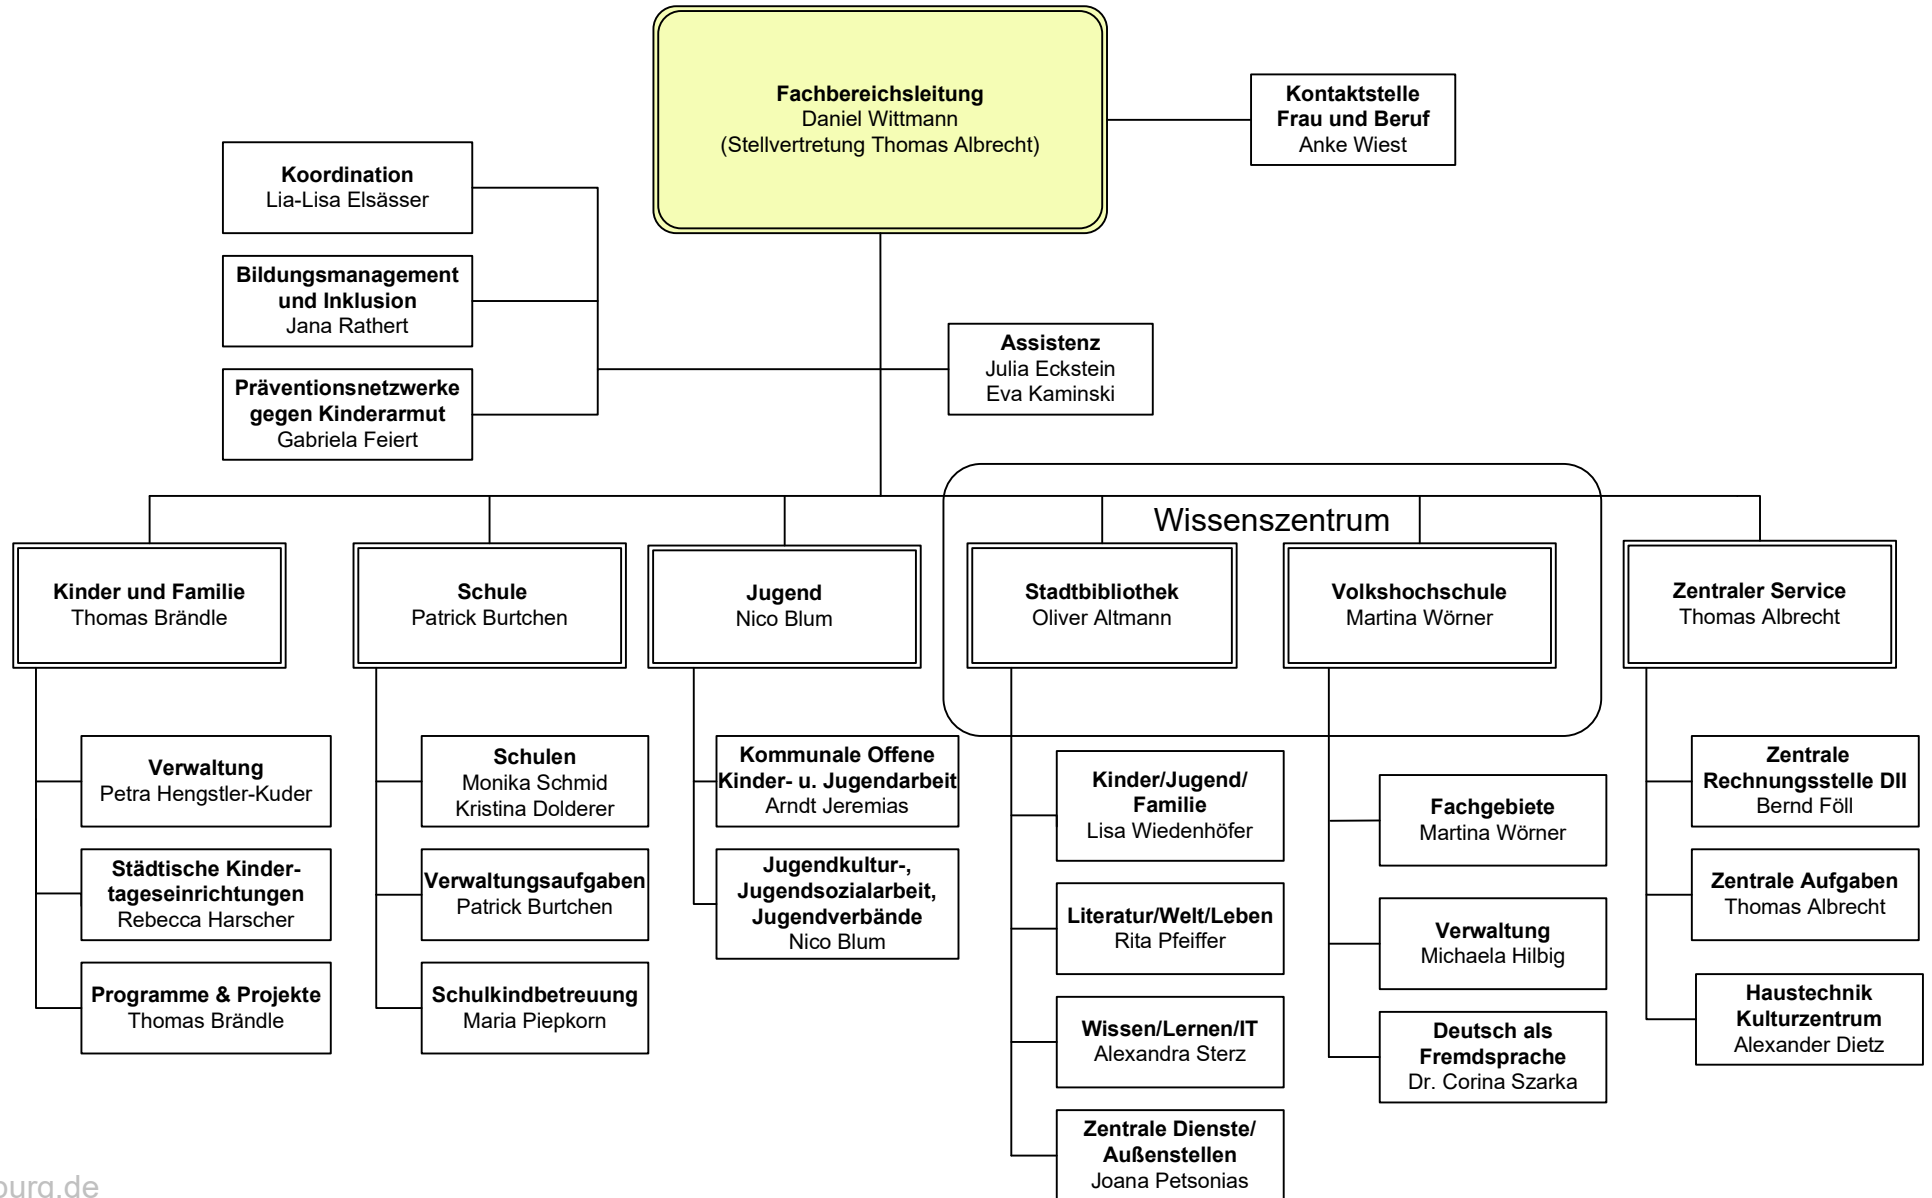 Fachbereichsleitung
Daniel Wittmann
(Stellvertretung Thomas Albrecht)
Kontaktstelle
Frau und Beruf
Anke Wiest
Koordination
Lia-Lisa Elsässer
Bildungsmanagement
und Inklusion
Jana Rathert
Präventionsnetzwerke
gegen Kinderarmut
Gabriela Feiert
Assistenz
Julia Eckstein
Eva Kaminski
Wissenszentrum
Kinder und Familie
Thomas Brändle
Verwaltung
Petra Hengstler-Kuder
Städtische Kinder-
tageseinrichtungen
Rebecca Harscher
Programme & Projekte
Thomas Brändle
Schule
Patrick Burtchen
Schulen
Monika Schmid
Kristina Dolderer
Verwaltungsaufgaben
Patrick Burtchen
Schulkindbetreuung
Maria Piepkorn
Jugend
Nico Blum
Kommunale Offene
Kinder- u. Jugendarbeit
Arndt Jeremias
Jugendkultur-,
Jugendsozialarbeit,
Jugendverbände
Nico Blum
Stadtbibliothek
Oliver Altmann
Kinder/Jugend/
Familie
Lisa Wiedenhöfer
Literatur/Welt/Leben
Rita Pfeiffer
Wissen/Lernen/IT
Alexandra Sterz
Zentrale Dienste/
Außenstellen
Joana Petsonias
Volkshochschule
Martina Wörner
Fachgebiete
Martina Wörner
Verwaltung
Michaela Hilbig
Deutsch als
Fremdsprache
Dr. Corina Szarka
Zentraler Service
Thomas Albrecht
Zentrale
Rechnungsstelle DII
Bernd Föll
Zentrale Aufgaben
Thomas Albrecht
Haustechnik
Kulturzentrum
Alexander Dietz
burg.de